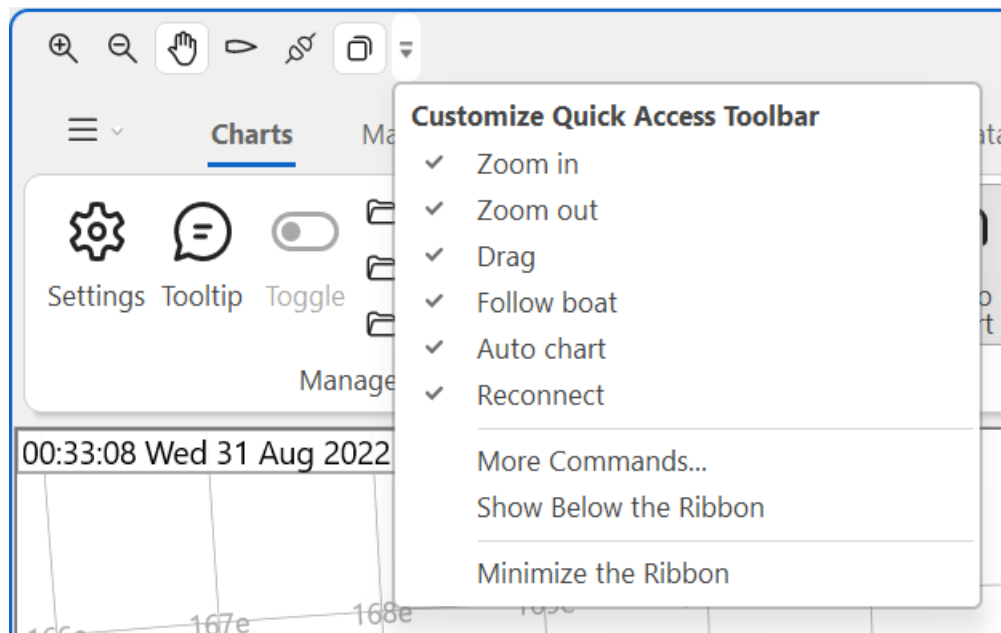 Customize Quick Access Toolbar
Charts
Zoom in
Zoom out
Drag
Follow boat
Auto chart
Reconnect
Settings
Tooltip
Toggle
Manage
More Commands...
Show Below the Ribbon
Minimize the Ribbon
00:33:08 Wed 31 Aug 2022
167e
168e